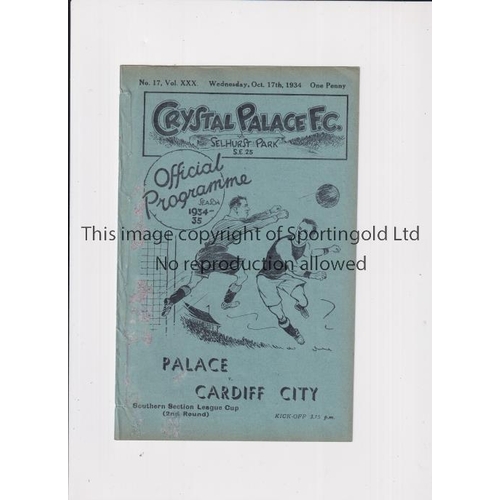 No. 17, Vol. XXX. Wednesday, Oct. 17th, 1934 One Penny
CRYSTAL PALACE F.C.
SELHURST PARK
S.E.25
Official
Programme
1934-
35
This image is copyright of Sportingold Ltd
No reproduction allowed
PALACE
CARDIFF CITY
Southern Section League Cup
(2nd Round)
KICK-OFF p.m.